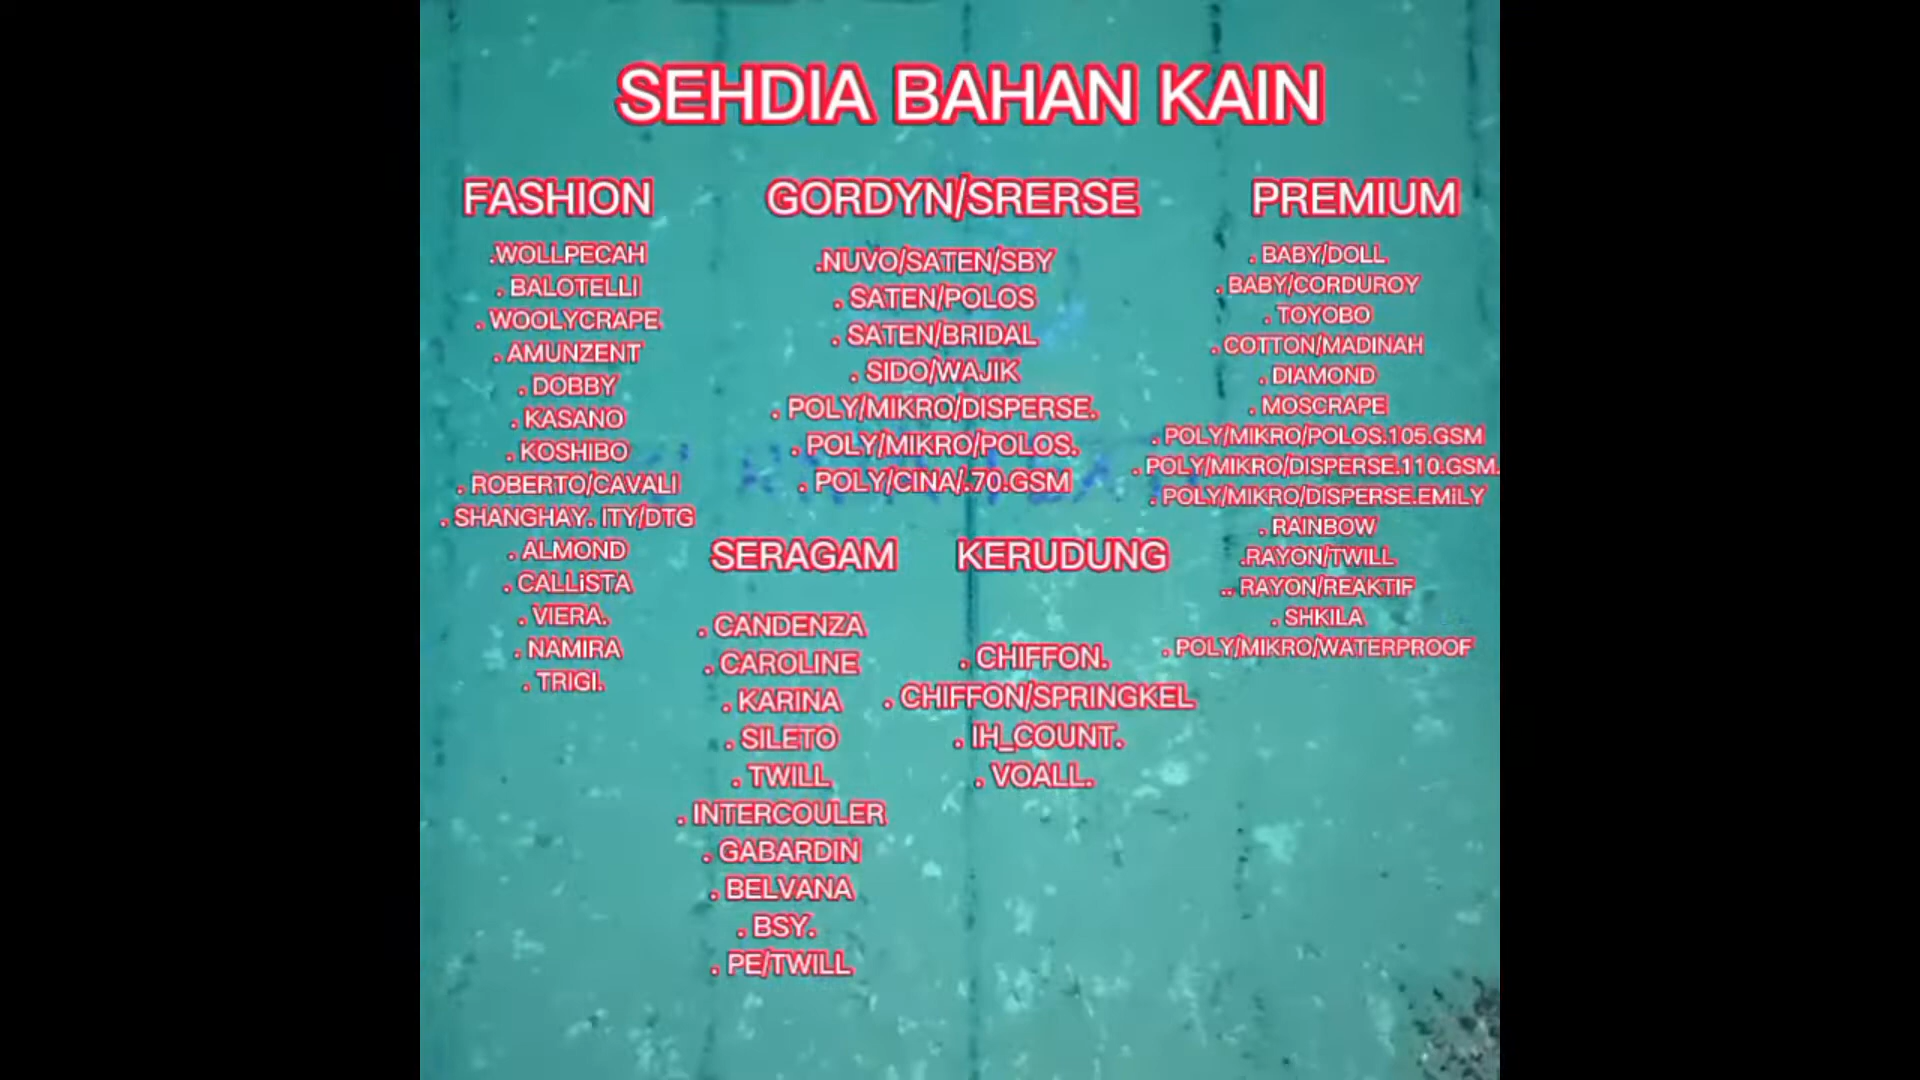 SEHDIA BAHAN KAIN
FASHION
.WOLLPECAH
. BALOTELLI
. WOOLYCRAPE
. AMUNZENT
. DOBBY
. KASANO
. KOSHIBO
. ROBERTO/CAVALI
. SHANGHAY. ITY/DTG
. ALMOND
. CALLiSTA
. VIERA.
. NAMIRA
. TRIGI.
GORDYN/SRERSE
.NUVO/SATEN/SBY
. SATEN/POLOS
. SATEN/BRIDAL
. SIDO/WAJIK
. POLY/MIKRO/DISPERSE.
. POLY/MIKRO/POLOS.
. POLY/CINA/.70.GSM
PREMIUM
. BABY/DOLL
. BABY/CORDUROY
. TOYOBO
. COTTON/MADINAH
. DIAMOND
. MOSCRAPE
. POLY/MIKRO/POLOS.105.GSM
. POLY/MIKRO/DISPERSE.110.GSM.
. POLY/MIKRO/DISPERSE.EMiLY
. RAINBOW
.RAYON/TWILL
.. RAYON/REAKTIF
. SHKILA
. POLY/MIKRO/WATERPROOF
SERAGAM
. CANDENZA
. CAROLINE
. KARINA
. SILETO
. TWILL
. INTERCOULER
. GABARDIN
. BELVANA
. BSY.
. PE/TWILL
KERUDUNG
. CHIFFON.
. CHIFFON/SPRINGKEL
. IH_COUNT.
. VOALL.